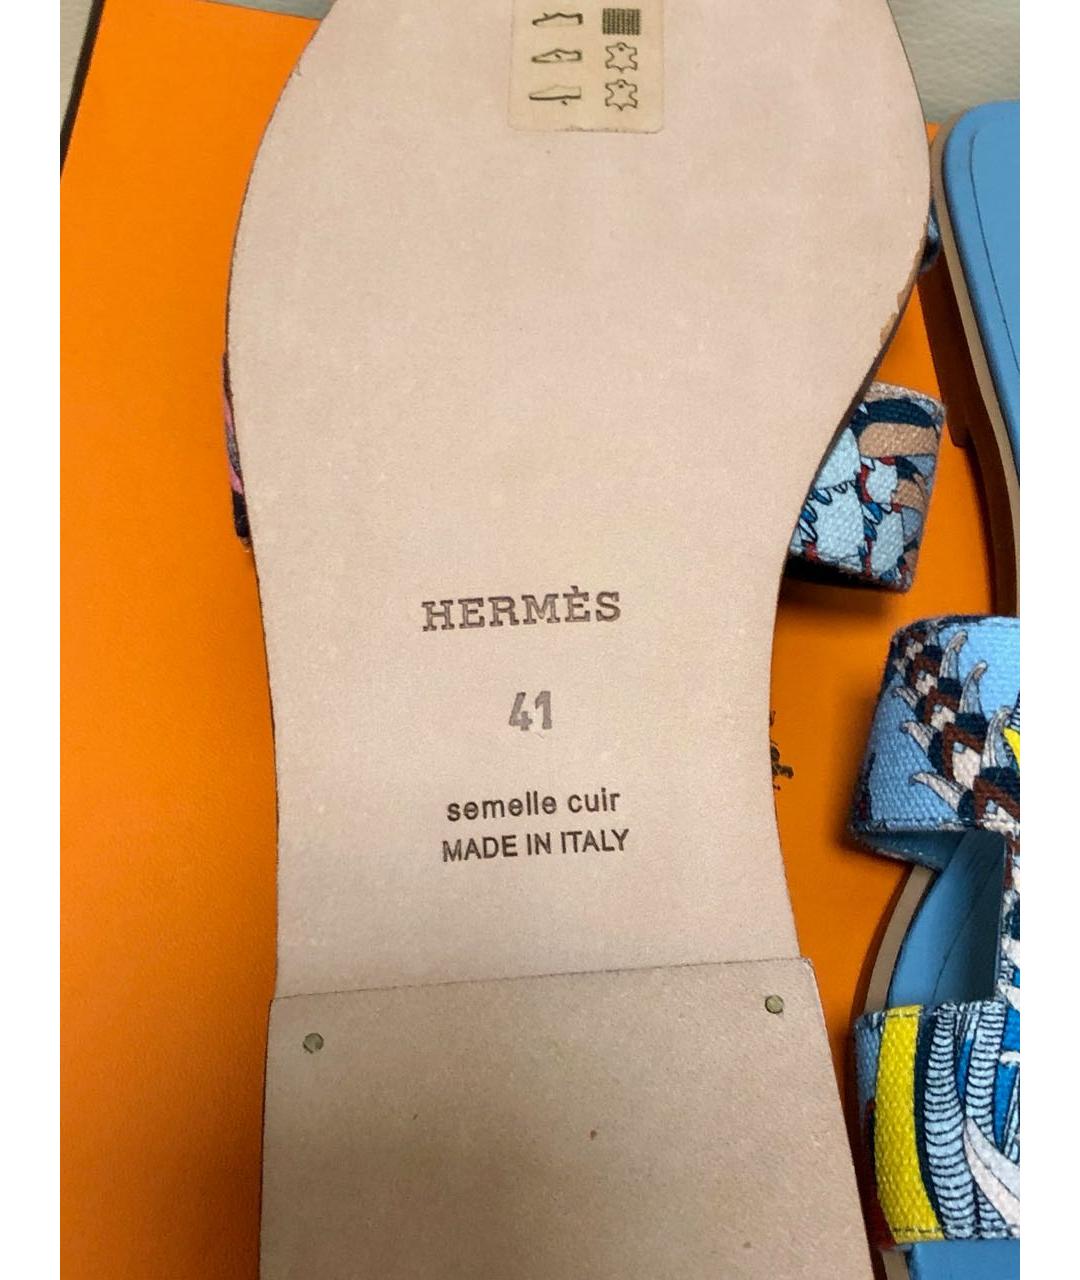 HERMÈS
41
semelle cuir
MADE IN ITALY